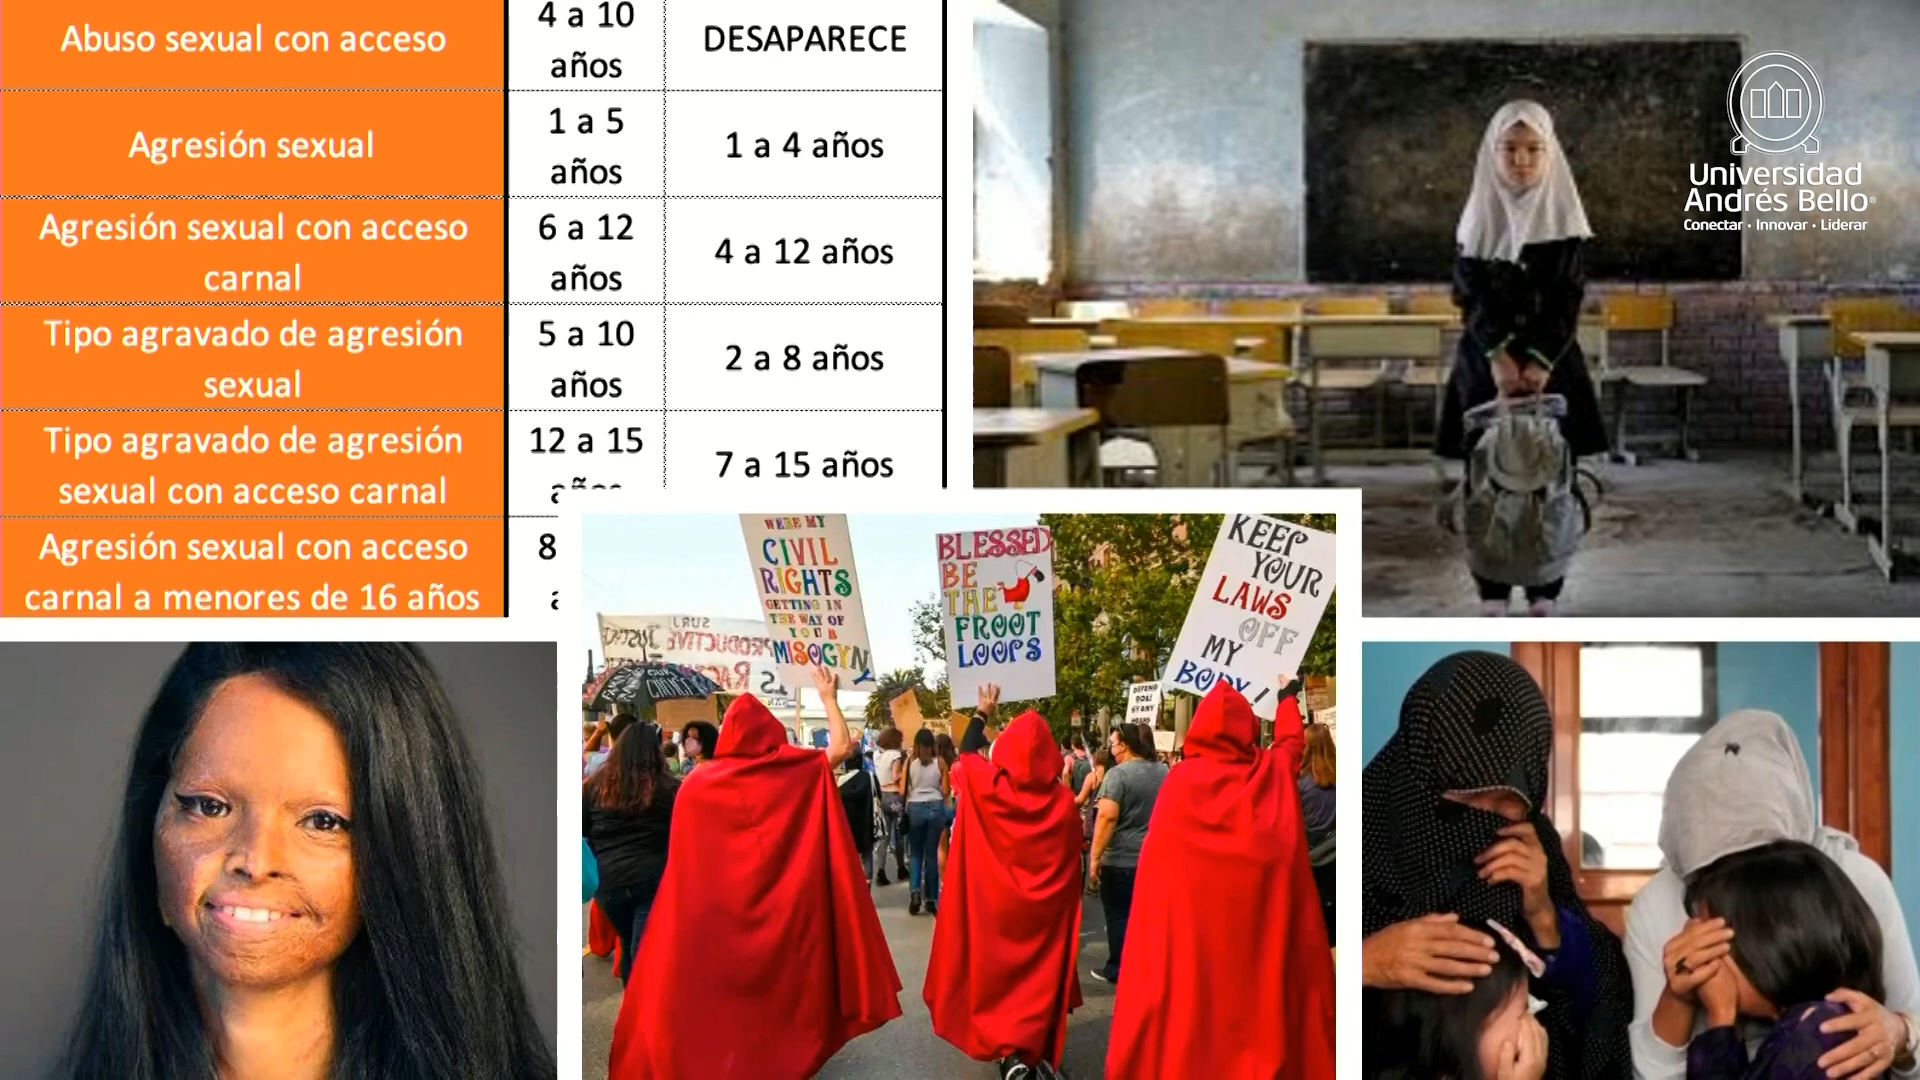 Abuso sexual con acceso
4 a 10
años
DESAPARECE
Agresión sexual
1 a 5
años
1 a 4 años
Agresión sexual con acceso
carnal
6 a 12
años
4 a 12 años
Tipo agravado de agresión
sexual
5 a 10
años
2 a 8 años
Tipo agravado de agresión
sexual con acceso carnal
12 a 15
años
7 a 15 años
Agresión sexual con acceso
carnal a menores de 16 años
8
a
Universidad
Andrés Bello®
Conectar · Innovar · Liderar
WERE MY
CIVIL
RIGHTS
GETTING IN
THE WAY OF
YOUR
MISOGYNY
BLESSED
BE
THE
FROOT
LOOPS
KEEP
YOUR
LAWS
OFF
MY
BODY!
DEFEND